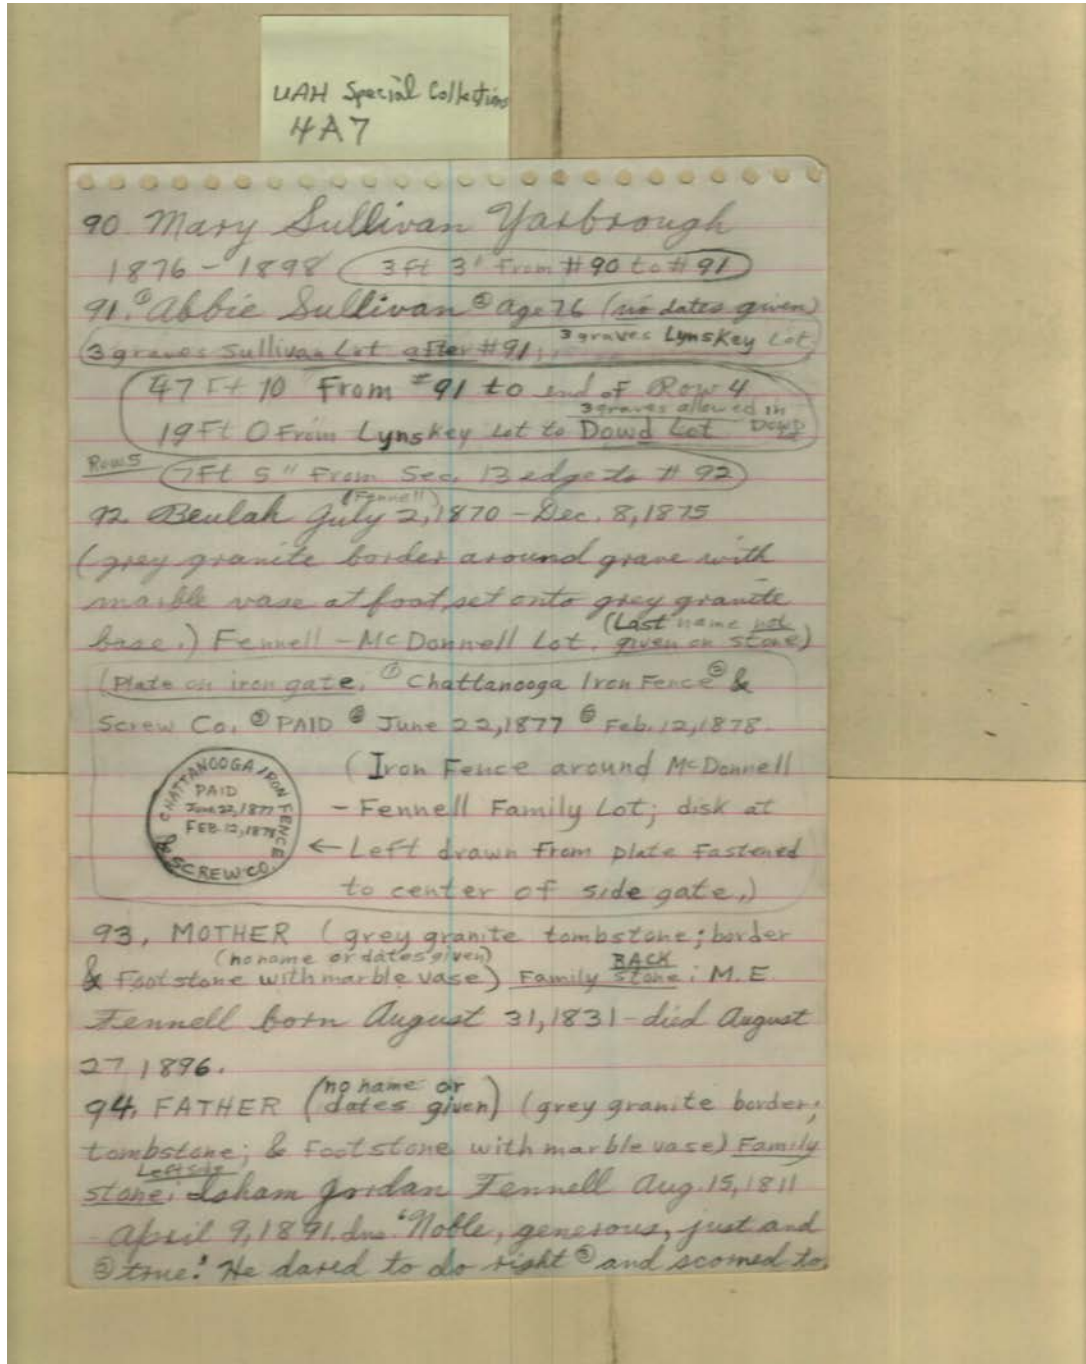 UAH Special Collections
4A7
90. Mary Sullivan Yarbrough
1876 - 1898 (3 ft 3" From #90 to #91)
91. ① Abbie Sullivan ② age 76 (no dates given)
(3 graves Sullivan Lot after #91, 3 graves Lynskey Lot)
47 Ft 10 From #91 to end of Row 4
3 graves allowed in Dowd
19 Ft 0 From Lynskey Lot to Dowd Lot
Row 5 (7Ft 5" From Sec. 13 edge to #92)
(Fennell)
92. Beulah July 2, 1870 - Dec. 8, 1875
(grey granite border around grave with
marble vase at foot, set onto grey granite
base.) Fennell - McDonnell Lot. (Last name not given on stone)
(Plate on iron gate. ① Chattanooga Iron Fence ② &
Screw Co. ③ PAID ④ June 22, 1877 ⑤ Feb. 12, 1878.
CHATTANOOGA IRON FENCE
& SCREW CO.
PAID
June 22, 1877
FEB. 12, 1878
(Iron Fence around McDonnell
- Fennell Family Lot; disk at
← Left drawn from plate fastened
to center of side gate.)
93. MOTHER (grey granite tombstone; border
(no name or dates given) BACK
& Footstone with marble vase) Family Stone: M. E.
Fennell born August 31, 1831 - died August
27 1896.
94. FATHER (no name or dates given) (grey granite border;
tombstone; & Footstone with marble vase) Family
Left side
stone: Isham Jordan Fennell Aug. 15, 1811
- April 9, 1891. "Noble, generous, just and
true." He dared to do right ③ and scorned to